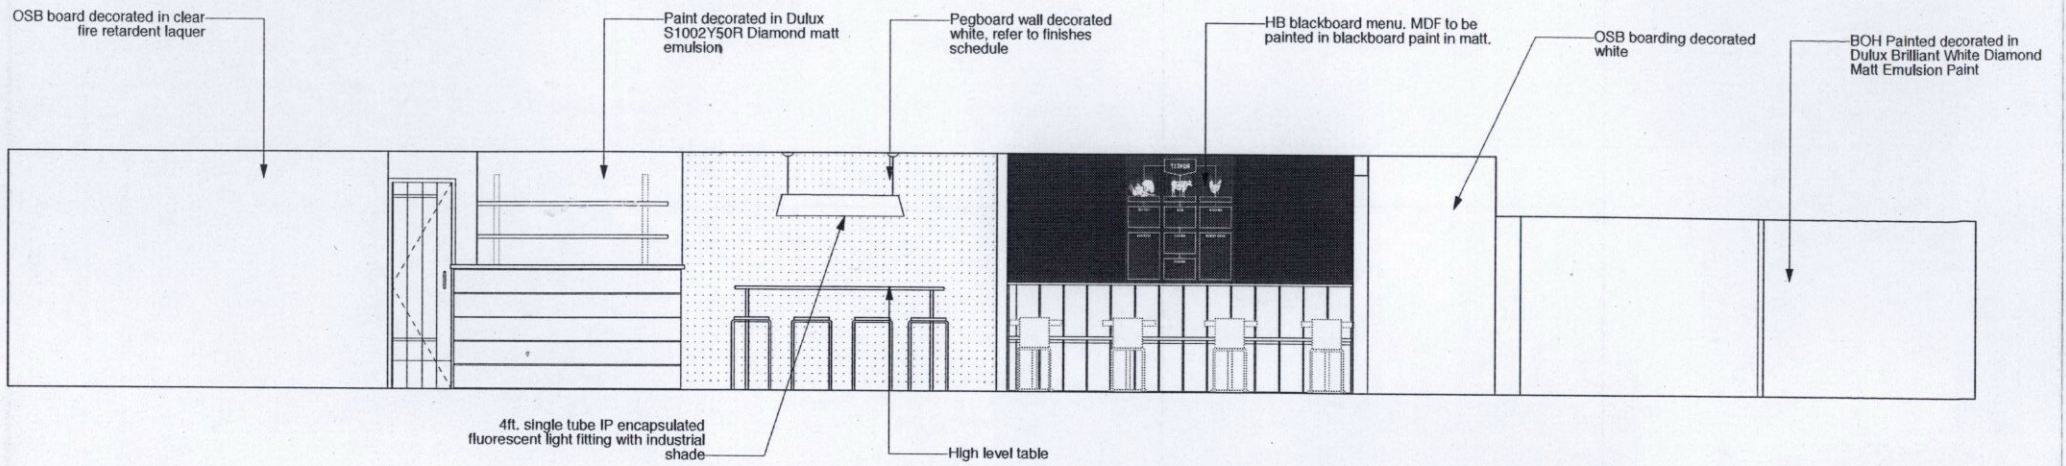 OSB board decorated in clear
fire retardent laquer
Paint decorated in Dulux
S1002Y50R Diamond matt
emulsion
Pegboard wall decorated
white, refer to finishes
schedule
HB blackboard menu. MDF to be
painted in blackboard paint in matt.
OSB boarding decorated
white
BOH Painted decorated in
Dulux Brilliant White Diamond
Matt Emulsion Paint
4ft. single tube IP encapsulated
fluorescent light fitting with industrial
shade
High level table